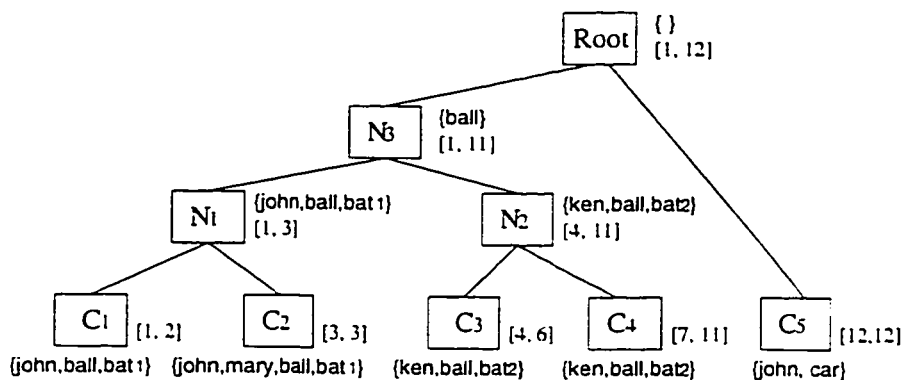 Root
{ }
[1, 12]
N3
{ball}
[1, 11]
N1
{john,ball,bat1}
[1, 3]
N2
{ken,ball,bat2}
[4, 11]
C1
[1, 2]
C2
[3, 3]
C3
[4, 6]
C4
[7, 11]
C5
[12,12]
{john,ball,bat1}
{john,mary,ball,bat1}
{ken,ball,bat2}
{ken,ball,bat2}
{john, car}